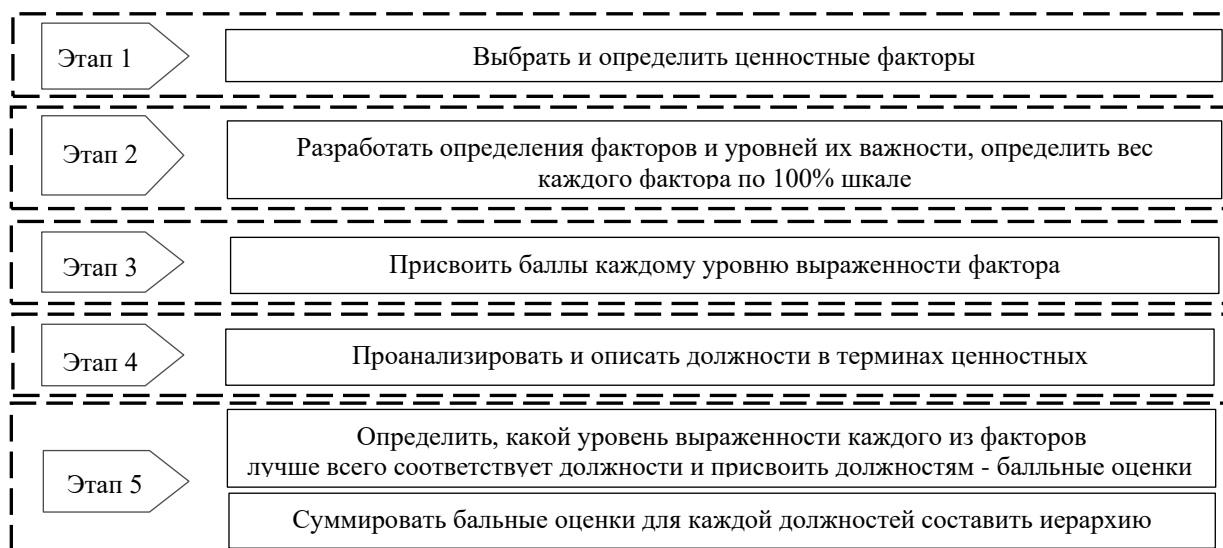 Этап 1
Выбрать и определить ценностные факторы
Этап 2
Разработать определения факторов и уровней их важности, определить вес
каждого фактора по 100% шкале
Этап 3
Присвоить баллы каждому уровню выраженности фактора
Этап 4
Проанализировать и описать должности в терминах ценностных
Этап 5
Определить, какой уровень выраженности каждого из факторов
лучше всего соответствует должности и присвоить должностям - балльные оценки
Суммировать бальные оценки для каждой должностей составить иерархию